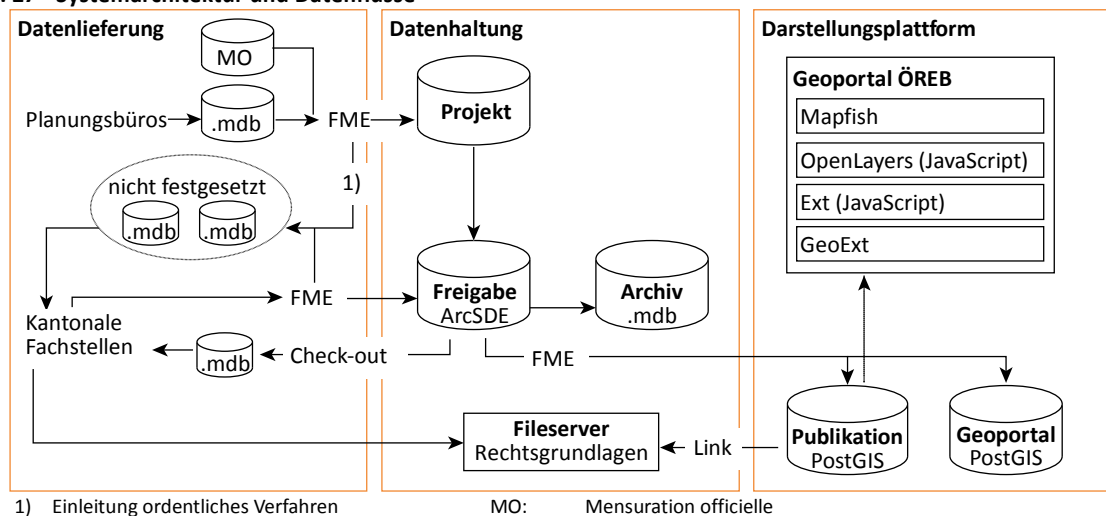 Datenlieferung
MO
Planungsbüros
.mdb
FME
1)
nicht festgesetzt
.mdb
.mdb
FME
Kantonale
Fachstellen
.mdb
Check-out
Datenhaltung
Projekt
Freigabe
ArcSDE
Archiv
.mdb
FME
Fileserver
Rechtsgrundlagen
Link
Darstellungsplattform
Geoportal ÖREB
Mapfish
OpenLayers (JavaScript)
Ext (JavaScript)
GeoExt
Publikation
PostGIS
Geoportal
PostGIS
1) Einleitung ordentliches Verfahren
MO: Mensuration officielle